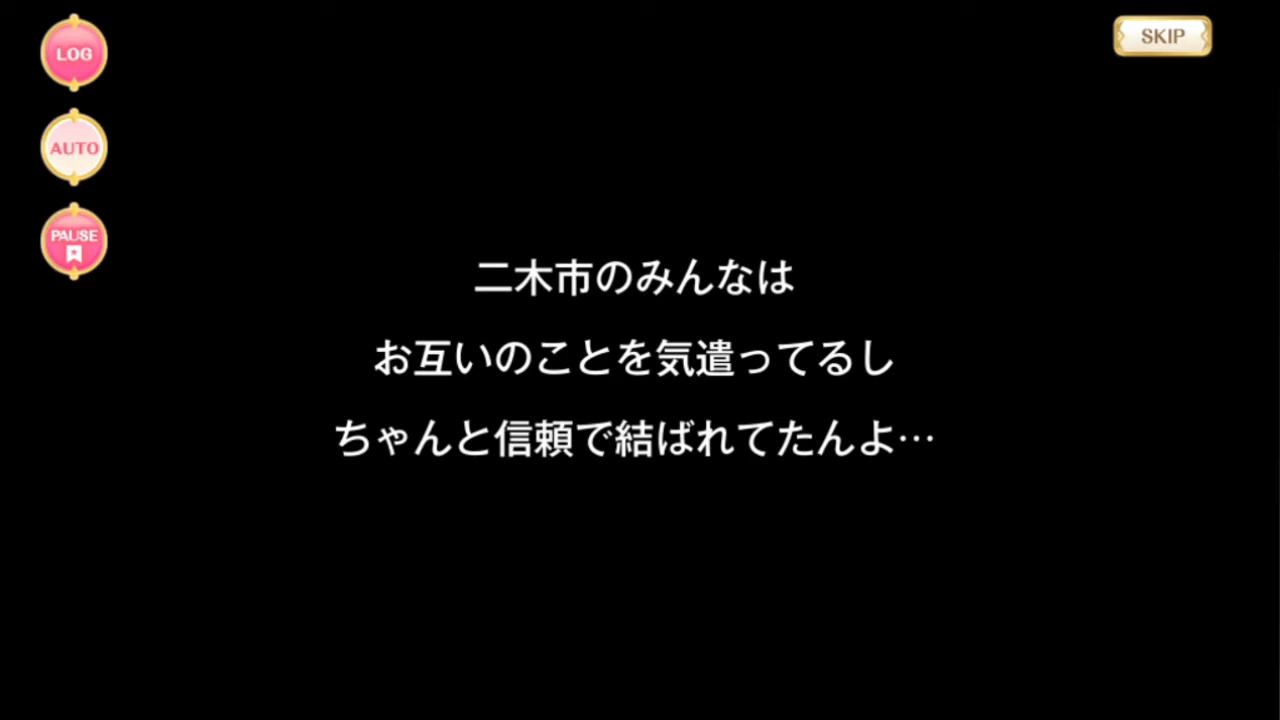 LOG
SKIP
AUTO
PAUSE
二木市のみんなは
お互いのことを気遣ってるし
ちゃんと信頼で結ばれてたんよ…